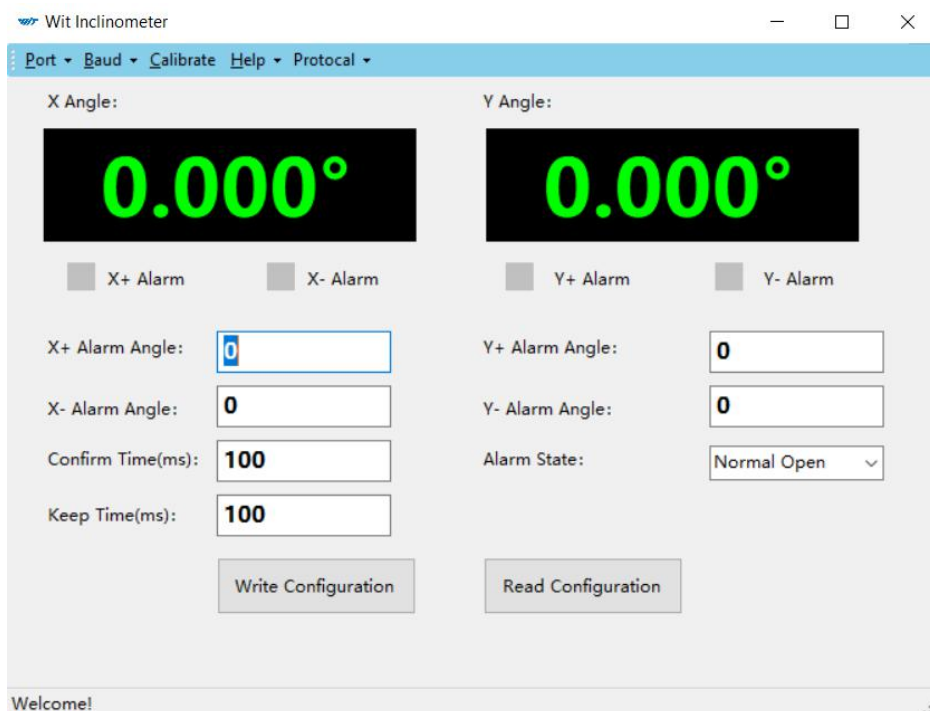 WIT Wit Inclinometer
Port Baud Calibrate Help Protocal
X Angle: Y Angle:
0.000° 0.000°
X+ Alarm X- Alarm Y+ Alarm Y- Alarm
X+ Alarm Angle: 0 Y+ Alarm Angle: 0
X- Alarm Angle: 0 Y- Alarm Angle: 0
Confirm Time(ms): 100 Alarm State: Normal Open
Keep Time(ms): 100
Write Configuration Read Configuration
Welcome!